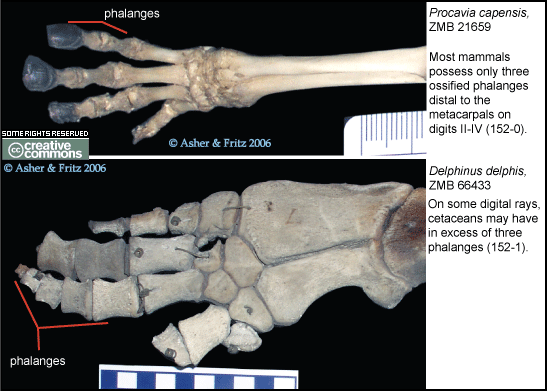 phalanges
Procavia capensis,
ZMB 21659
Most mammals
possess only three
ossified phalanges
distal to the
metacarpals on
digits II-IV (152-0).
SOME RIGHTS RESERVED
cc creative
commons
© Asher & Fritz 2006
© Asher & Fritz 2006
Delphinus delphis,
ZMB 66433
On some digital rays,
cetaceans may have
in excess of three
phalanges (152-1).
phalanges